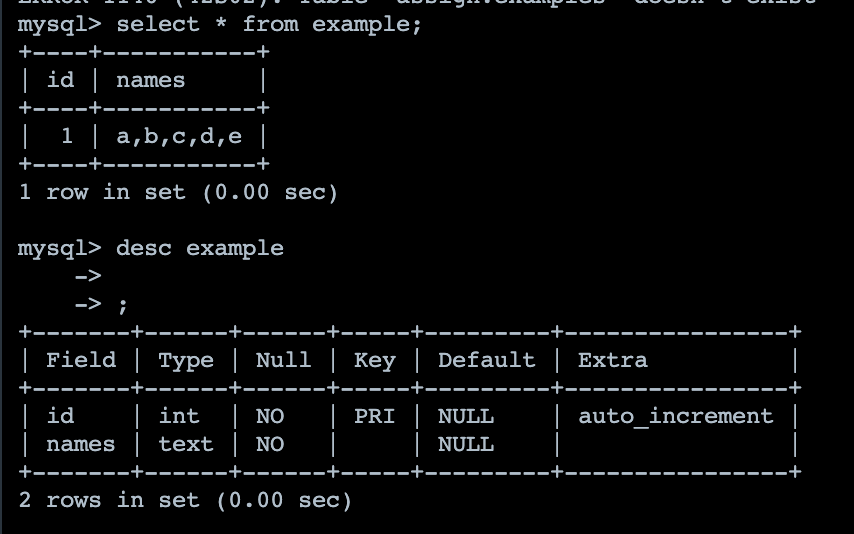 mysql> select * from example;
+----+-----------+
| id | names     |
+----+-----------+
|  1 | a,b,c,d,e |
+----+-----------+
1 row in set (0.00 sec)
mysql> desc example
    ->
    -> ;
+-------+------+------+-----+---------+----------------+
| Field | Type | Null | Key | Default | Extra          |
+-------+------+------+-----+---------+----------------+
| id    | int  | NO   | PRI | NULL    | auto_increment |
| names | text | NO   |     | NULL    |                |
+-------+------+------+-----+---------+----------------+
2 rows in set (0.00 sec)